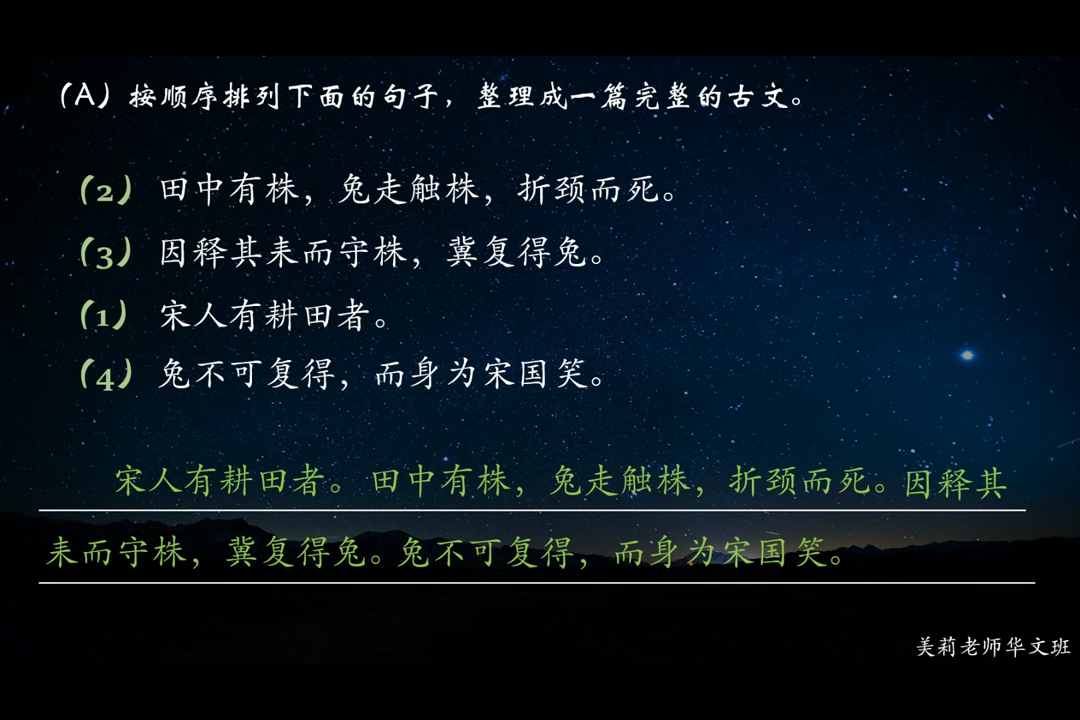 （A）按顺序排列下面的句子，整理成一篇完整的古文。
（2） 田中有株，兔走触株，折颈而死。
（3） 因释其耒而守株，冀复得兔。
（1） 宋人有耕田者。
（4） 兔不可复得，而身为宋国笑。
宋人有耕田者。田中有株，兔走触株，折颈而死。因释其
耒而守株，冀复得兔。兔不可复得，而身为宋国笑。
美莉老师华文班